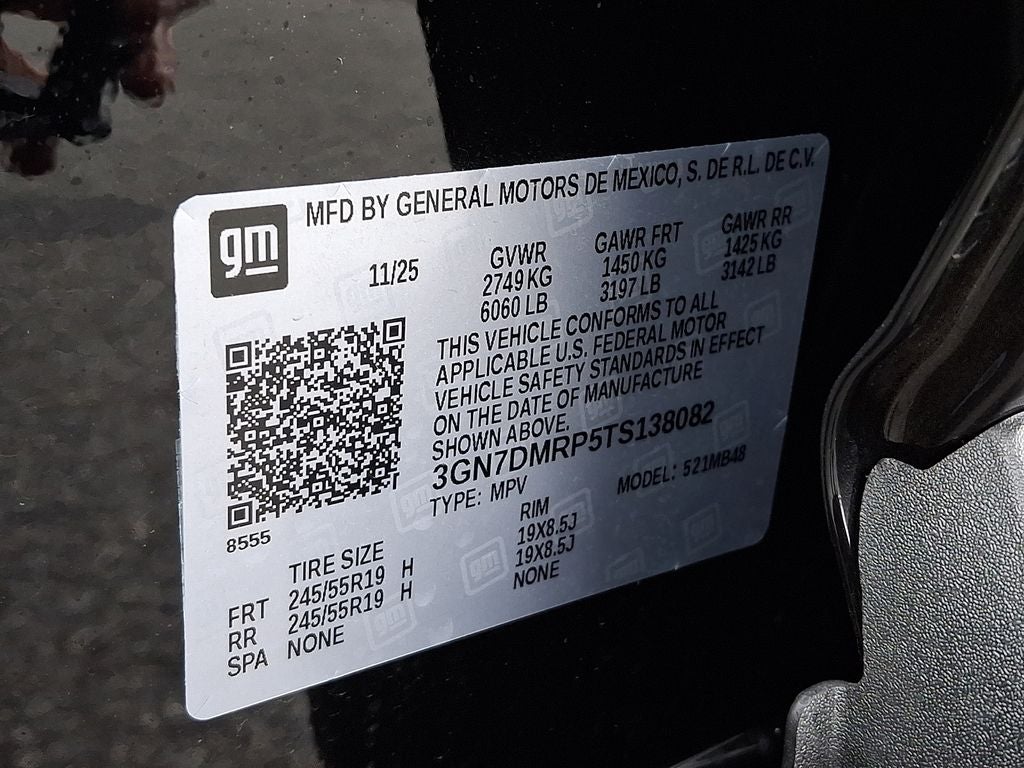 gm
MFD BY GENERAL MOTORS DE MEXICO, S. DE R.L. DE C.V.
11/25
GVWR
2749 KG
6060 LB
GAWR FRT
1450 KG
3197 LB
GAWR RR
1425 KG
3142 LB
THIS VEHICLE CONFORMS TO ALL
APPLICABLE U.S. FEDERAL MOTOR
VEHICLE SAFETY STANDARDS IN EFFECT
ON THE DATE OF MANUFACTURE
SHOWN ABOVE.
3GN7DMRP5TS138082
TYPE: MPV MODEL: 521MB48
8555
TIRE SIZE RIM
FRT 245/55R19 H 19X8.5J
RR 245/55R19 H 19X8.5J
SPA NONE NONE